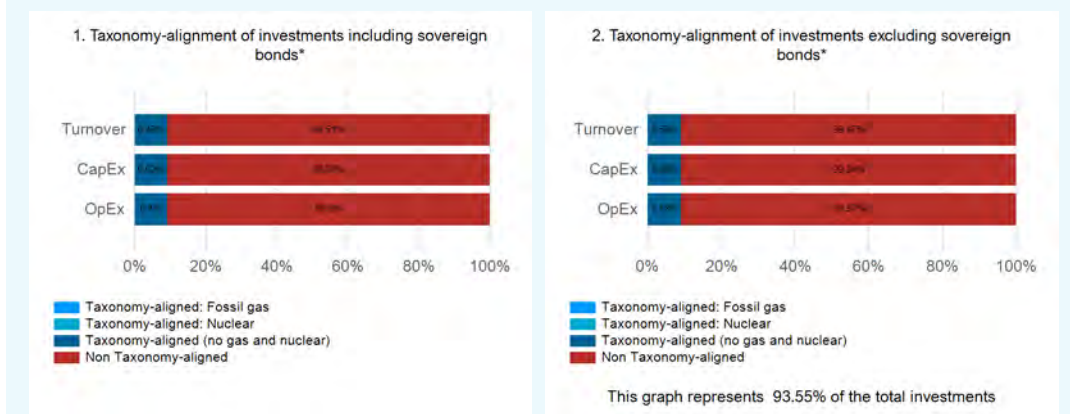 1. Taxonomy-alignment of investments including sovereign
bonds*
Turnover
CapEx
OpEx
0% 20% 40% 60% 80% 100%
Taxonomy-aligned: Fossil gas
Taxonomy-aligned: Nuclear
Taxonomy-aligned (no gas and nuclear)
Non Taxonomy-aligned
2. Taxonomy-alignment of investments excluding sovereign
bonds*
Turnover
CapEx
OpEx
0% 20% 40% 60% 80% 100%
Taxonomy-aligned: Fossil gas
Taxonomy-aligned: Nuclear
Taxonomy-aligned (no gas and nuclear)
Non Taxonomy-aligned
This graph represents 93.55% of the total investments